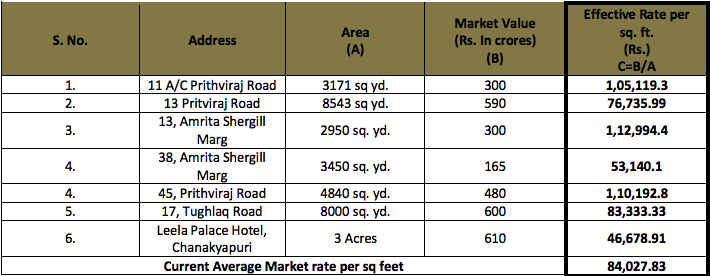 S. No. Address Area (A) Market Value (Rs. In crores) (B) Effective Rate per sq. ft. (Rs.) C=B/A
1. 11 A/C Prithviraj Road 3171 sq yd. 300 1,05,119.3
2. 13 Pritviraj Road 8543 sq yd. 590 76,735.99
3. 13, Amrita Shergill Marg 2950 sq. yd. 300 1,12,994.4
4. 38, Amrita Shergill Marg 3450 sq. yd. 165 53,140.1
4. 45, Prithviraj Road 4840 sq. yd. 480 1,10,192.8
5. 17, Tughlaq Road 8000 sq. yd. 600 83,333.33
6. Leela Palace Hotel, Chanakyapuri 3 Acres 610 46,678.91
Current Average Market rate per sq feet 84,027.83